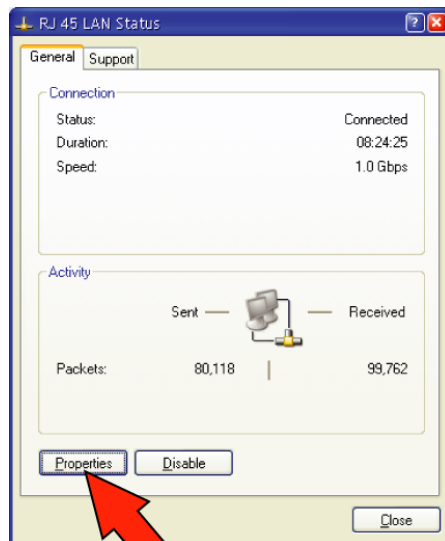 RJ 45 LAN Status
General Support
Connection
Status: Connected
Duration: 08:24:25
Speed: 1.0 Gbps
Activity
Sent Received
Packets: 80,118 99,762
Properties Disable
Close